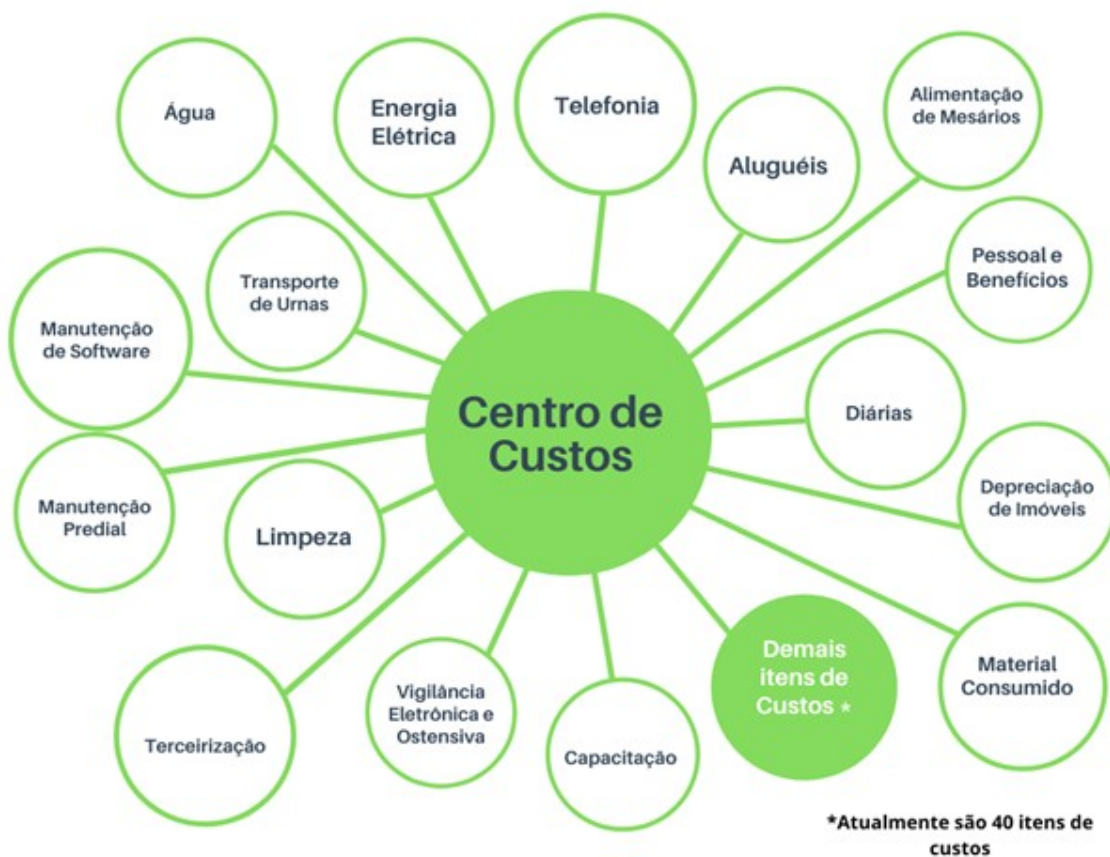 Água
Energia
Elétrica
Telefonia
Aluguéis
Alimentação
de Mesários
Transporte
de Urnas
Pessoal e
Benefícios
Manutenção
de Software
Centro de
Custos
Diárias
Manutenção
Predial
Limpeza
Depreciação
de Imóveis
Terceirização
Vigilância
Eletrônica e
Ostensiva
Capacitação
Demais
itens de
Custos *
Material
Consumido
*Atualmente são 40 itens de
custos